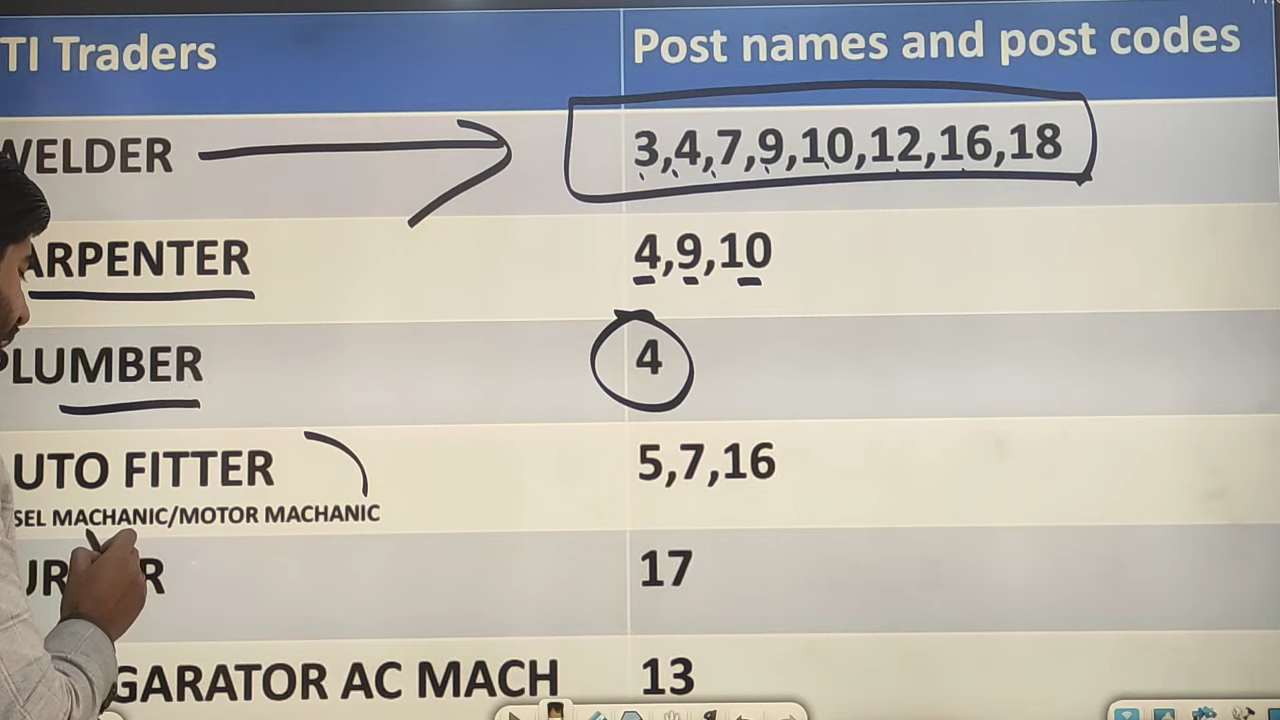 TI Traders
Post names and post codes
WELDER
3,4,7,9,10,12,16,18
ARPENTER
4,9,10
PLUMBER
4
UTO FITTER
SEL MACHANIC/MOTOR MACHANIC
5,7,16
17
GARATOR AC MACH
13